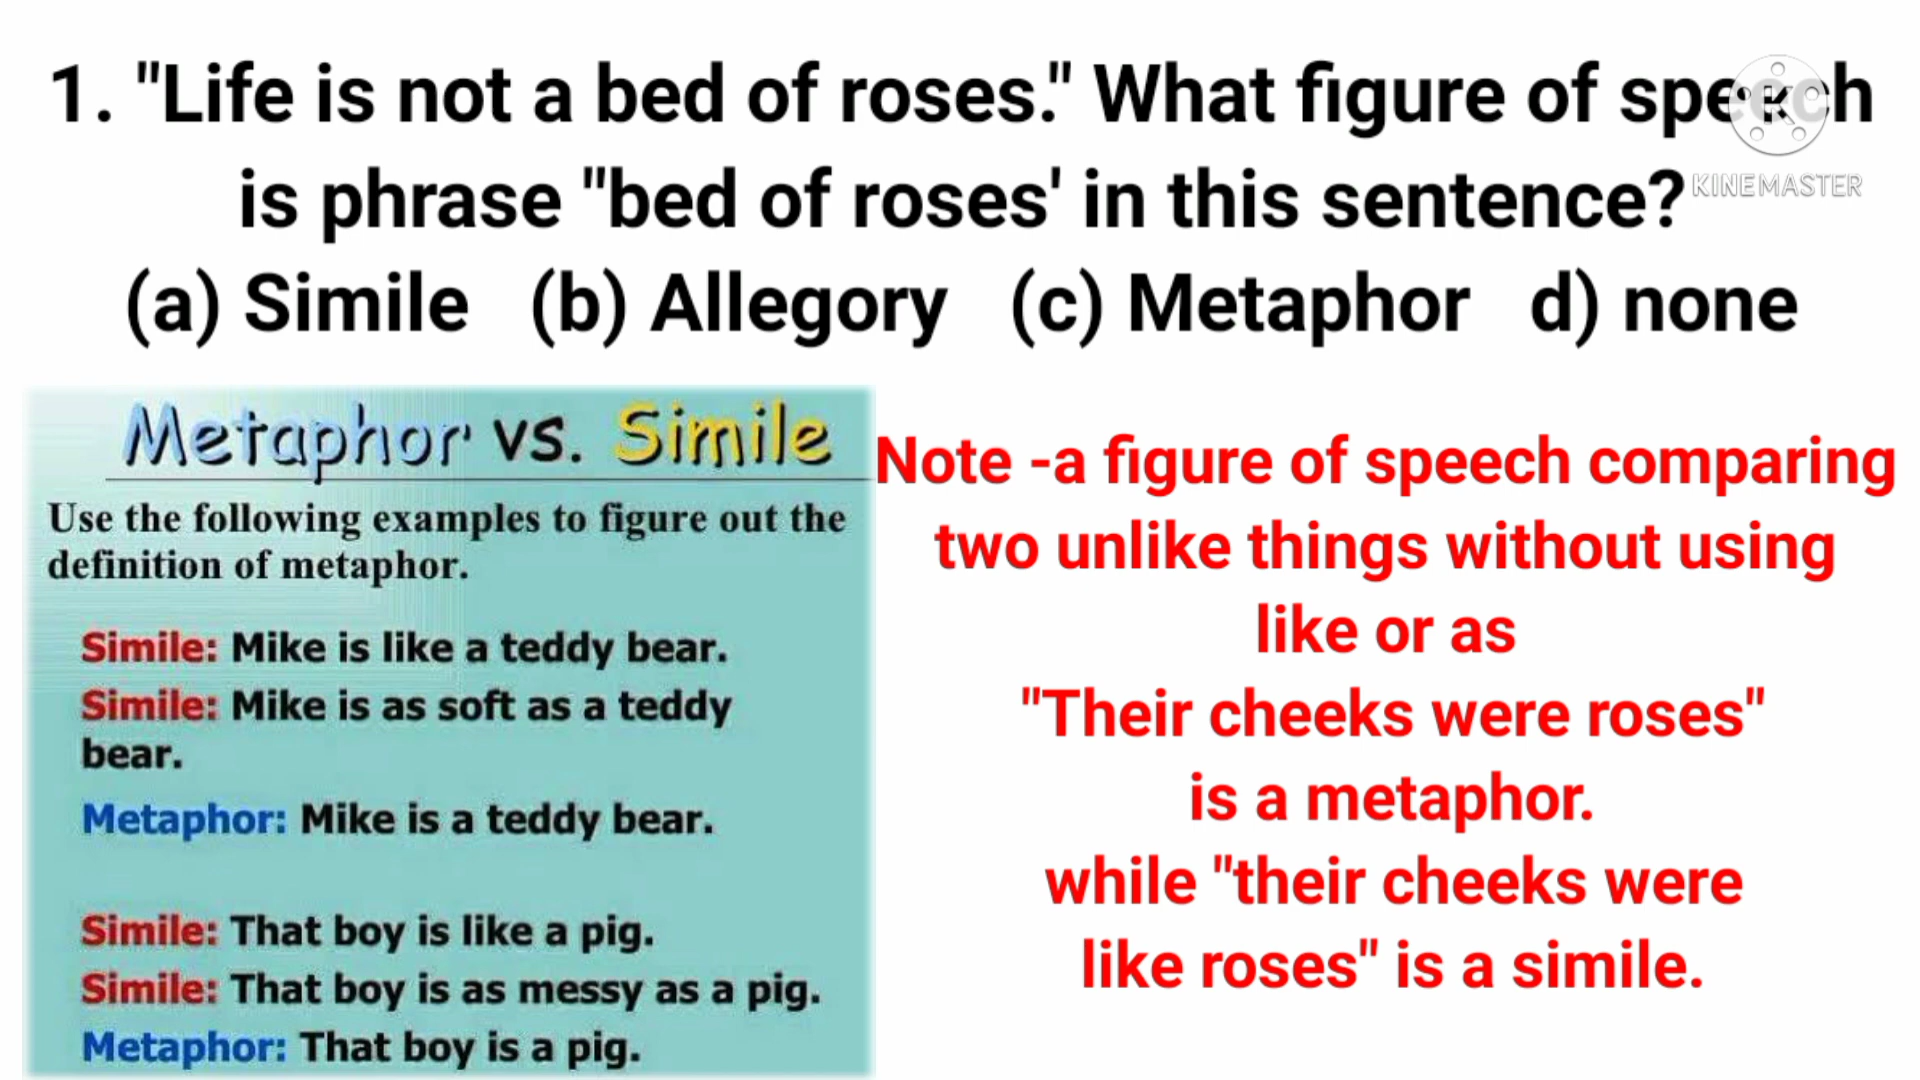 1. "Life is not a bed of roses." What figure of speech
is phrase "bed of roses' in this sentence?
KINEMASTER
(a) Simile (b) Allegory (c) Metaphor d) none
Metaphor vs. Simile
Use the following examples to figure out the
definition of metaphor.
Simile: Mike is like a teddy bear.
Simile: Mike is as soft as a teddy
bear.
Metaphor: Mike is a teddy bear.
Simile: That boy is like a pig.
Simile: That boy is as messy as a pig.
Metaphor: That boy is a pig.
Note -a figure of speech comparing
two unlike things without using
like or as
"Their cheeks were roses"
is a metaphor.
while "their cheeks were
like roses" is a simile.